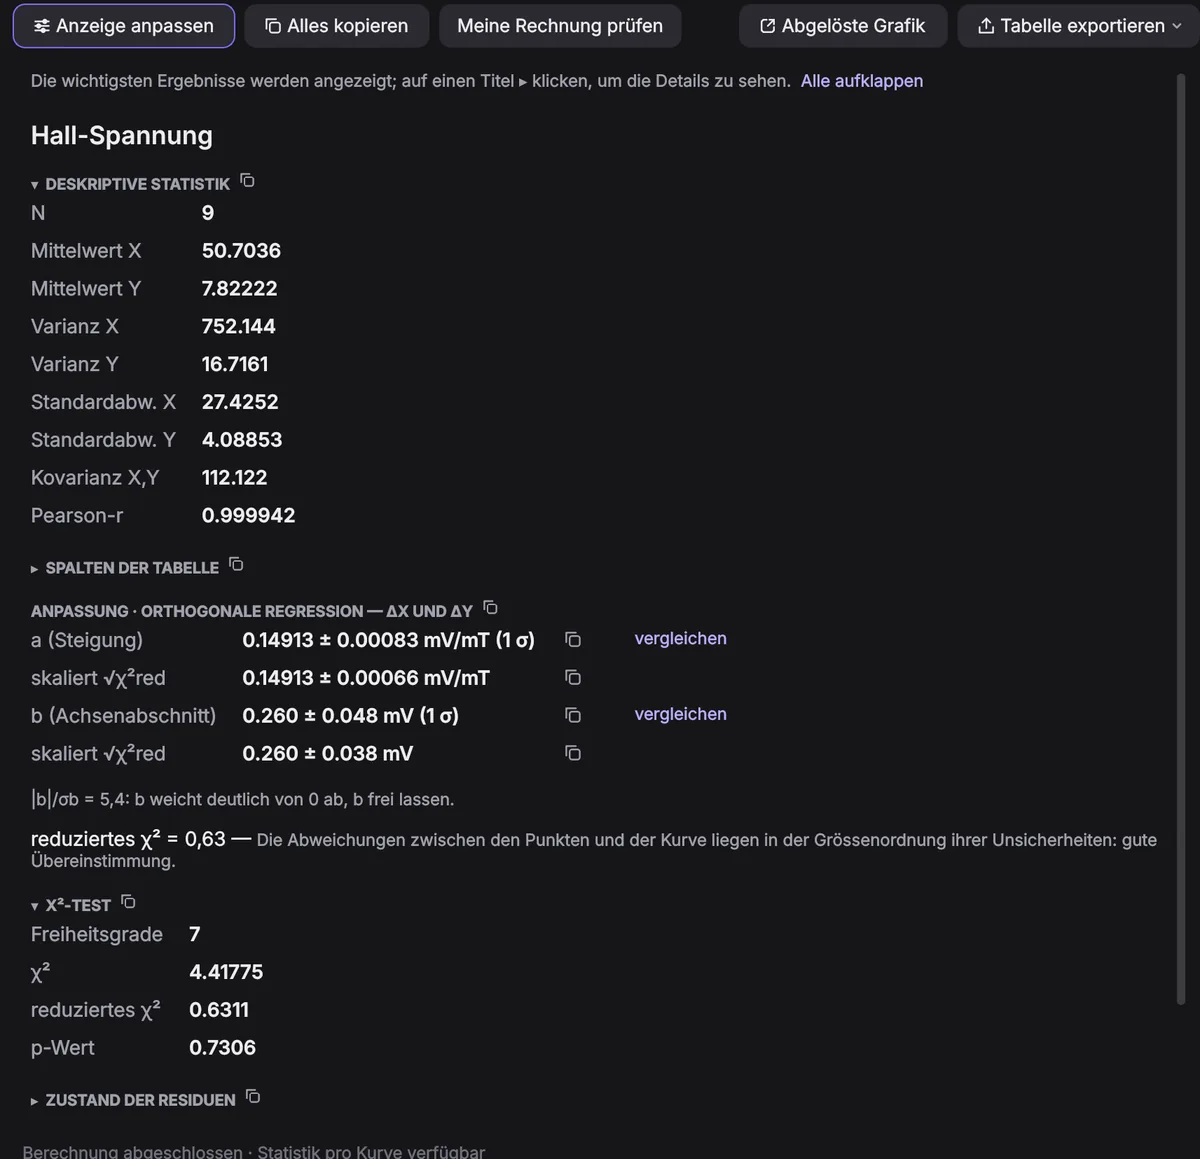 Anzeige anpassen Alles kopieren Meine Rechnung prüfen Abgelöste Grafik Tabelle exportieren
Die wichtigsten Ergebnisse werden angezeigt; auf einen Titel ▸ klicken, um die Details zu sehen. Alle aufklappen
Hall-Spannung
▾ DESKRIPTIVE STATISTIK
N 9
Mittelwert X 50.7036
Mittelwert Y 7.82222
Varianz X 752.144
Varianz Y 16.7161
Standardabw. X 27.4252
Standardabw. Y 4.08853
Kovarianz X,Y 112.122
Pearson-r 0.999942
▸ SPALTEN DER TABELLE
ANPASSUNG · ORTHOGONALE REGRESSION — ΔX UND ΔY
a (Steigung) 0.14913 ± 0.00083 mV/mT (1 σ) vergleichen
skaliert √χ²red 0.14913 ± 0.00066 mV/mT
b (Achsenabschnitt) 0.260 ± 0.048 mV (1 σ) vergleichen
skaliert √χ²red 0.260 ± 0.038 mV
|b|/σb = 5,4: b weicht deutlich von 0 ab, b frei lassen.
reduziertes χ² = 0,63 — Die Abweichungen zwischen den Punkten und der Kurve liegen in der Grössenordnung ihrer Unsicherheiten: gute
Übereinstimmung.
▾ Χ²-TEST
Freiheitsgrade 7
χ² 4.41775
reduziertes χ² 0.6311
p-Wert 0.7306
▸ ZUSTAND DER RESIDUEN
Berechnung abgeschlossen · Statistik pro Kurve verfügbar